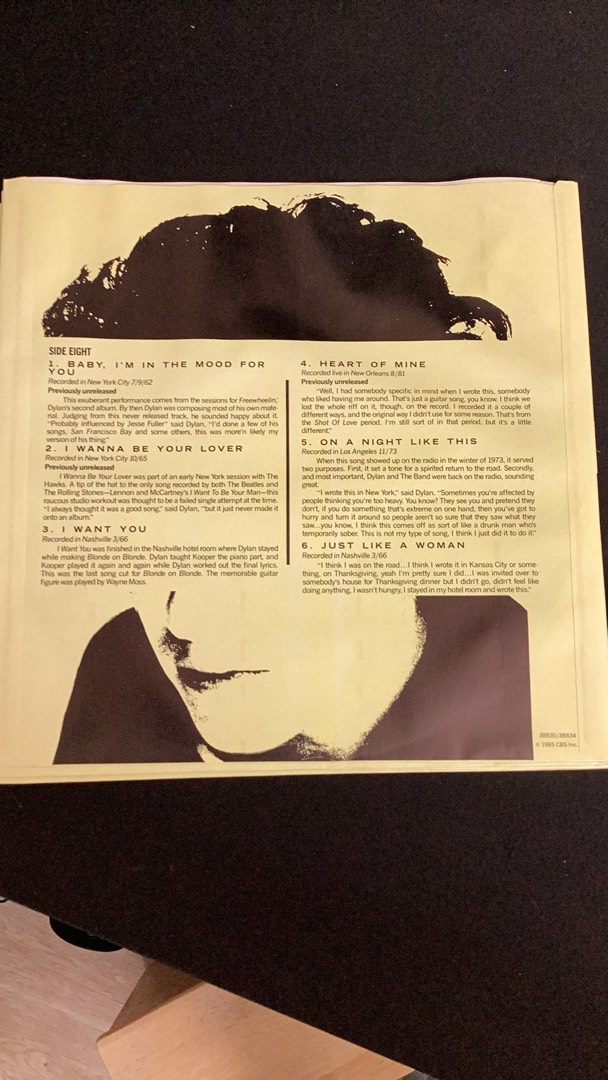 SIDE EIGHT
1. BABY, I'M IN THE MOOD FOR
YOU
Recorded in New York City 7/9/62
Previously unreleased
This exuberant performance comes from the sessions for Freewheelin,'
Dylan's second album. By then Dylan was composing most of his own mate-
rial. Judging from this never released track, he sounded happy about it.
"Probably influenced by Jesse Fuller" said Dylan, "I'd done a few of his
songs, San Francisco Bay and some others, this was more'n likely my
version of his thing."
2. I WANNA BE YOUR LOVER
Recorded in New York City 10/65
Previously unreleased
I Wanna Be Your Lover was part of an early New York session with The
Hawks. A tip of the hat to the only song recorded by both The Beatles and
The Rolling Stones—Lennon and McCartney's I Want To Be Your Man—this
raucous studio workout was thought to be a failed single attempt at the time.
"I always thought it was a good song," said Dylan, "but it just never made it
onto an album."
3. I WANT YOU
Recorded in Nashville 3/66
I Want You was finished in the Nashville hotel room where Dylan stayed
while making Blonde on Blonde. Dylan taught Kooper the piano part, and
Kooper played it again and again while Dylan worked out the final lyrics.
This was the last song cut for Blonde on Blonde. The memorable guitar
figure was played by Wayne Moss.
4. HEART OF MINE
Recorded live in New Orleans 8/81
Previously unreleased
"Well, I had somebody specific in mind when I wrote this, somebody
who liked having me around. That's just a guitar song, you know, I think we
lost the whole riff on it, though, on the record. I recorded it a couple of
different ways, and the original way I didn't use for some reason. That's from
the Shot Of Love period. I'm still sort of in that period, but it's a little
different."
5. ON A NIGHT LIKE THIS
Recorded in Los Angeles 11/73
When this song showed up on the radio in the winter of 1973, it served
two purposes. First, it set a tone for a spirited return to the road. Secondly,
and most important, Dylan and The Band were back on the radio, sounding
great.
"I wrote this in New York," said Dylan. "Sometimes you're affected by
people thinking you're too heavy. You know? They see you and pretend they
don't, if you do something that's extreme on one hand, then you've got to
hurry and turn it around so people aren't so sure that they saw what they
saw...you know, I think this comes off as sort of like a drunk man who's
temporarily sober. This is not my type of song, I think I just did it to do it."
6. JUST LIKE A WOMAN
Recorded in Nashville 3/66
"I think I was on the road...I think I wrote it in Kansas City or some-
thing, on Thanksgiving, yeah I'm pretty sure I did...I was invited over to
somebody's house for Thanksgiving dinner but I didn't go, didn't feel like
doing anything, I wasn't hungry, I stayed in my hotel room and wrote this."
38830/38834
© 1985 CBS Inc.